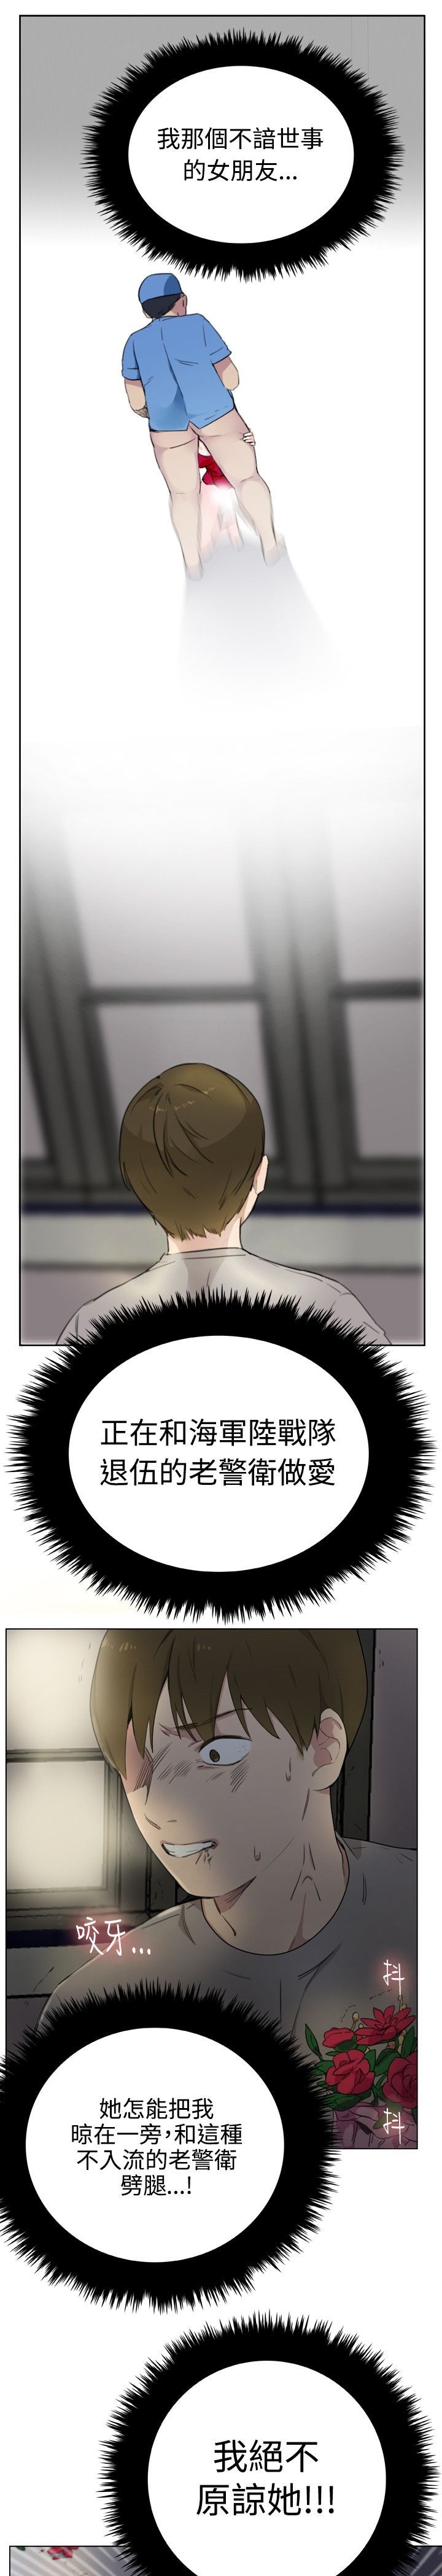 我那個不諳世事
的女朋友...
正在和海軍陸戰隊
退伍的老警衛做愛
咬牙...
抖
抖
她怎能把我
晾在一旁,和這種
不入流的老警衛
劈腿...!
我絕不
原諒她!!!